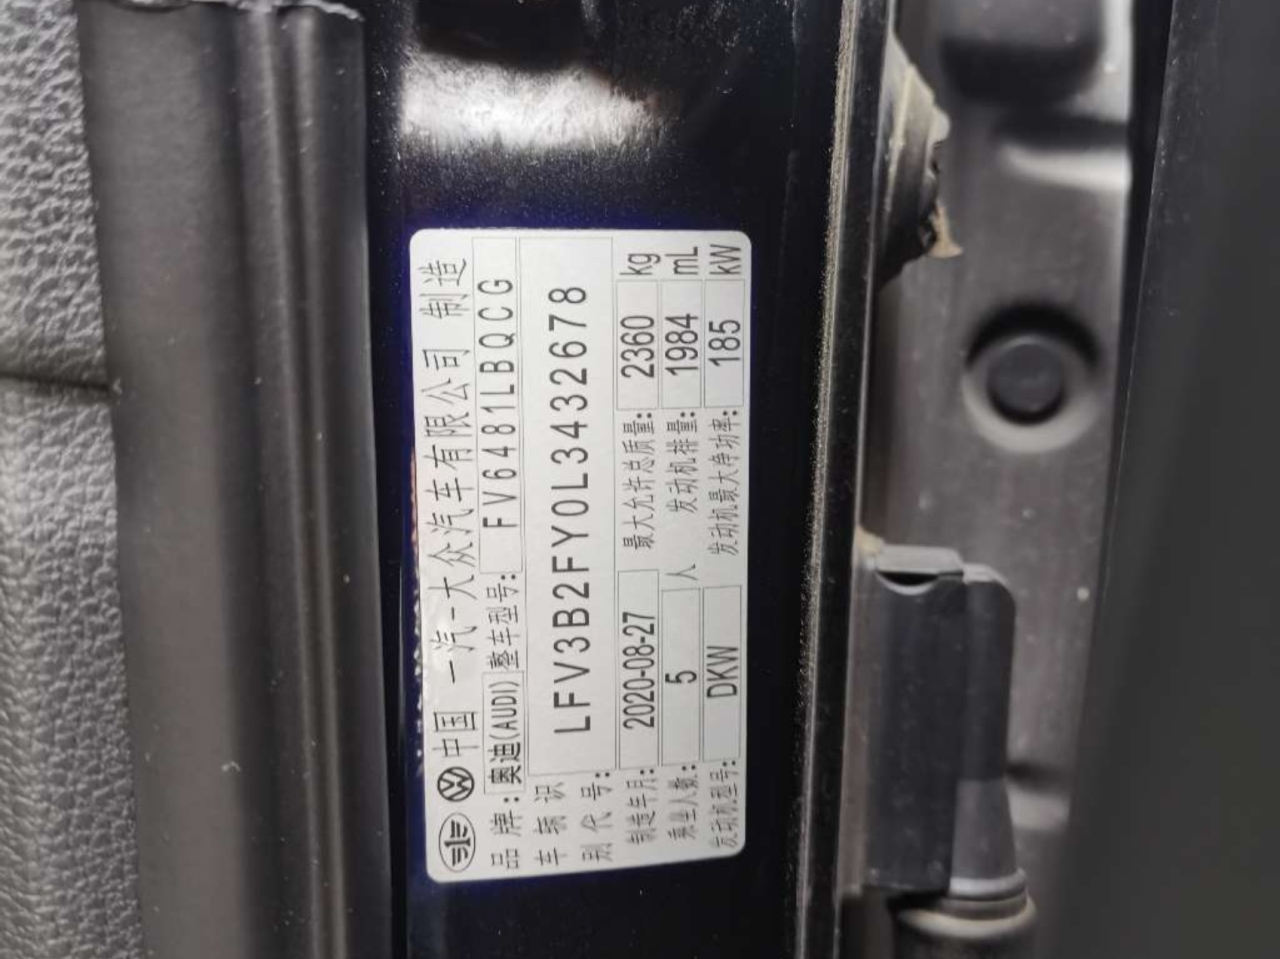 中国 一汽-大众汽车有限公司 制造
品牌: 奥迪(AUDI) 整车型号: FV6481LBQCG
车辆识别代号: LFV3B2FY0L3432678
制造年月: 2020-08-27 最大允许总质量: 2360 kg
乘坐人数: 5 人 发动机排量: 1984 mL
发动机型号: DKW 发动机最大净功率: 185 kW